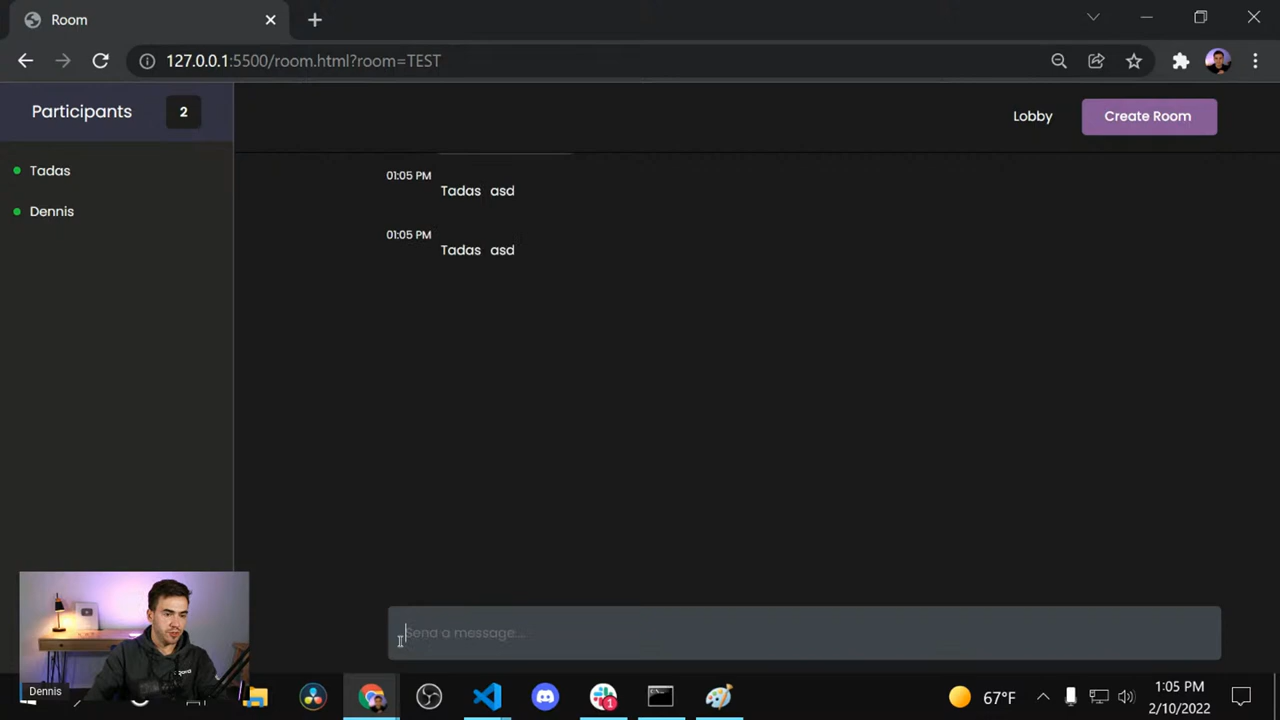 Room
127.0.0.1:5500/room.html?room=TEST
Participants 2
Lobby
Create Room
Tadas
Dennis
01:05 PM
Tadas asd
01:05 PM
Tadas asd
Send a message...
Dennis
1
67°F
1:05 PM
2/10/2022